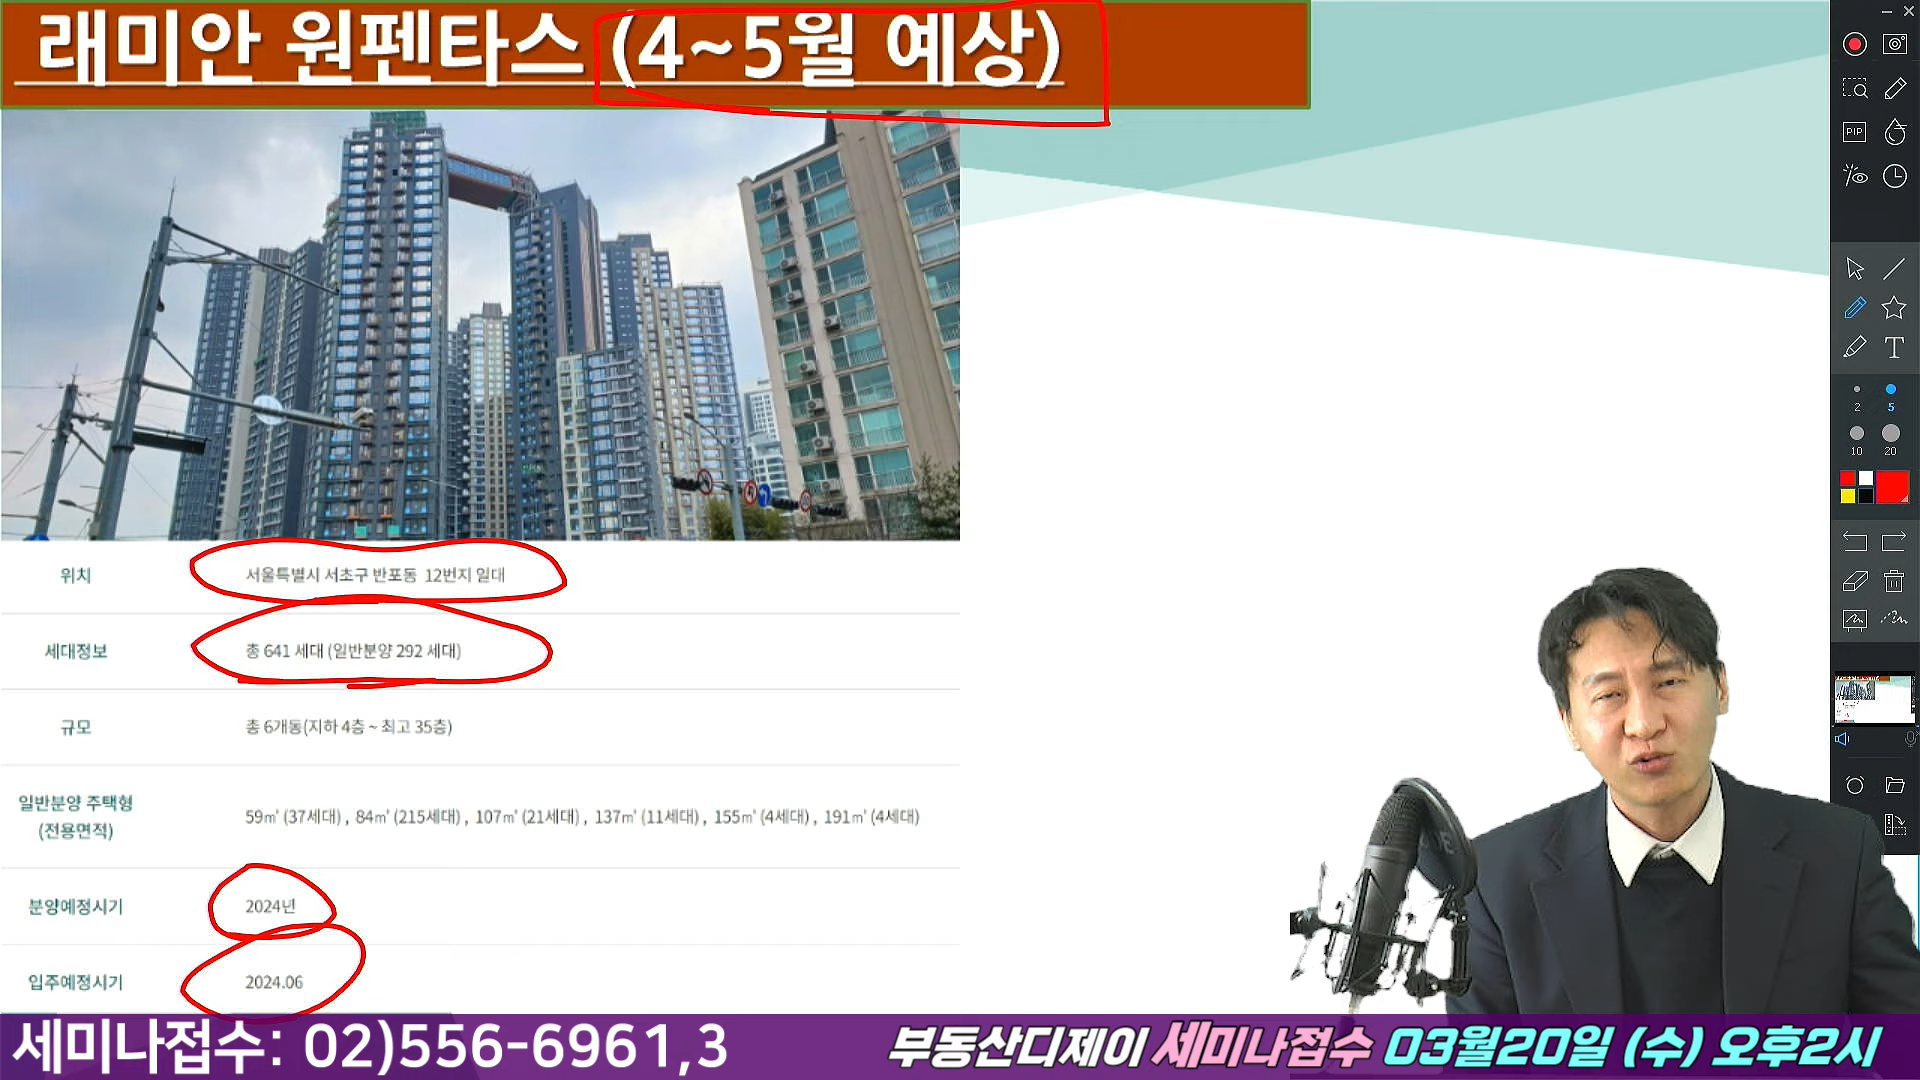 래미안 원펜타스 (4~5월 예상)
위치 서울특별시 서초구 반포동 12번지 일대
세대정보 총 641 세대 (일반분양 292 세대)
규모 총 6개동(지하 4층 ~ 최고 35층)
일반분양 주택형
(전용면적)
59㎡ (37세대) , 84㎡ (215세대) , 107㎡ (21세대) , 137㎡ (11세대) , 155㎡ (4세대) , 191㎡ (4세대)
분양예정시기 2024년
입주예정시기 2024.06
세미나접수: 02)556-6961,3
부동산디제이 세미나접수 03월20일 (수) 오후2시
PIP
T
2 5
10 20